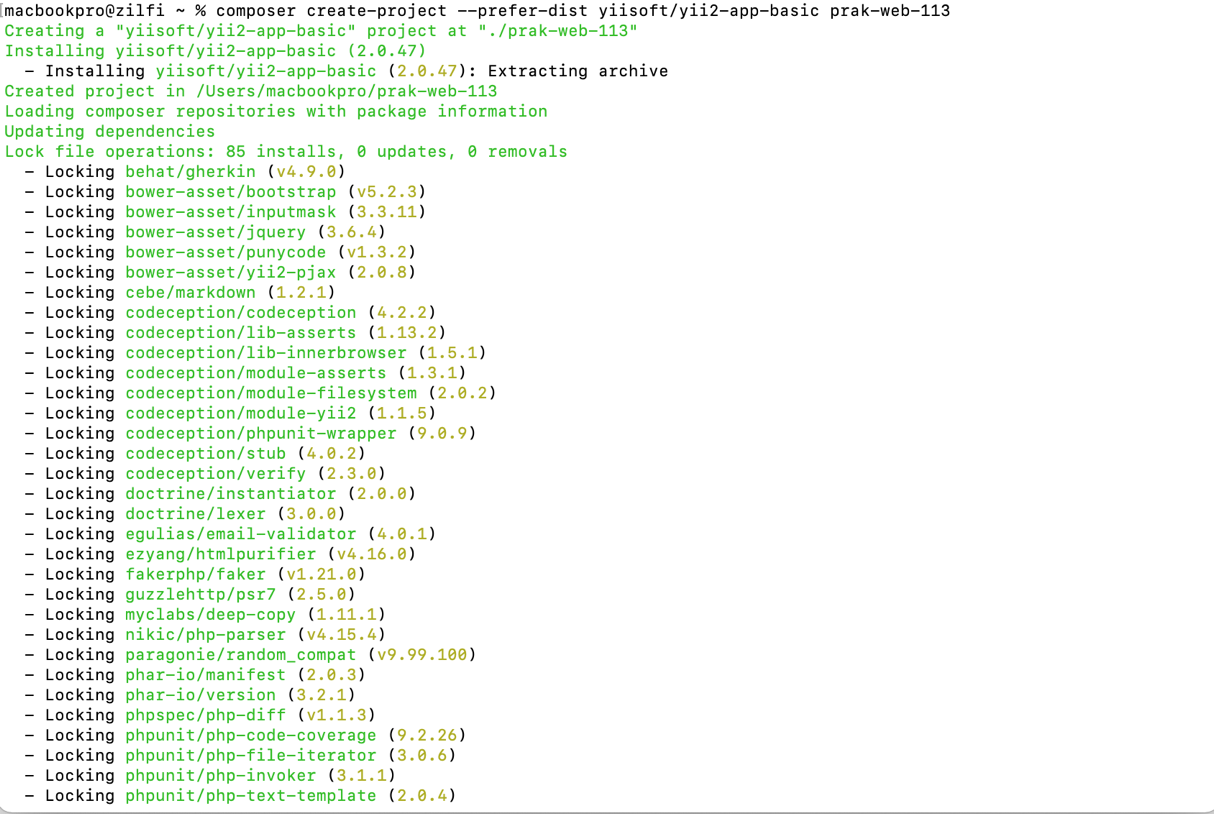 [macbookpro@zilfi ~ % composer create-project --prefer-dist yiisoft/yii2-app-basic prak-web-113
Creating a "yiisoft/yii2-app-basic" project at "./prak-web-113"
Installing yiisoft/yii2-app-basic (2.0.47)
  - Installing yiisoft/yii2-app-basic (2.0.47): Extracting archive
Created project in /Users/macbookpro/prak-web-113
Loading composer repositories with package information
Updating dependencies
Lock file operations: 85 installs, 0 updates, 0 removals
  - Locking behat/gherkin (v4.9.0)
  - Locking bower-asset/bootstrap (v5.2.3)
  - Locking bower-asset/inputmask (3.3.11)
  - Locking bower-asset/jquery (3.6.4)
  - Locking bower-asset/punycode (v1.3.2)
  - Locking bower-asset/yii2-pjax (2.0.8)
  - Locking cebe/markdown (1.2.1)
  - Locking codeception/codeception (4.2.2)
  - Locking codeception/lib-asserts (1.13.2)
  - Locking codeception/lib-innerbrowser (1.5.1)
  - Locking codeception/module-asserts (1.3.1)
  - Locking codeception/module-filesystem (2.0.2)
  - Locking codeception/module-yii2 (1.1.5)
  - Locking codeception/phpunit-wrapper (9.0.9)
  - Locking codeception/stub (4.0.2)
  - Locking codeception/verify (2.3.0)
  - Locking doctrine/instantiator (2.0.0)
  - Locking doctrine/lexer (3.0.0)
  - Locking egulias/email-validator (4.0.1)
  - Locking ezyang/htmlpurifier (v4.16.0)
  - Locking fakerphp/faker (v1.21.0)
  - Locking guzzlehttp/psr7 (2.5.0)
  - Locking myclabs/deep-copy (1.11.1)
  - Locking nikic/php-parser (v4.15.4)
  - Locking paragonie/random_compat (v9.99.100)
  - Locking phar-io/manifest (2.0.3)
  - Locking phar-io/version (3.2.1)
  - Locking phpspec/php-diff (v1.1.3)
  - Locking phpunit/php-code-coverage (9.2.26)
  - Locking phpunit/php-file-iterator (3.0.6)
  - Locking phpunit/php-invoker (3.1.1)
  - Locking phpunit/php-text-template (2.0.4)